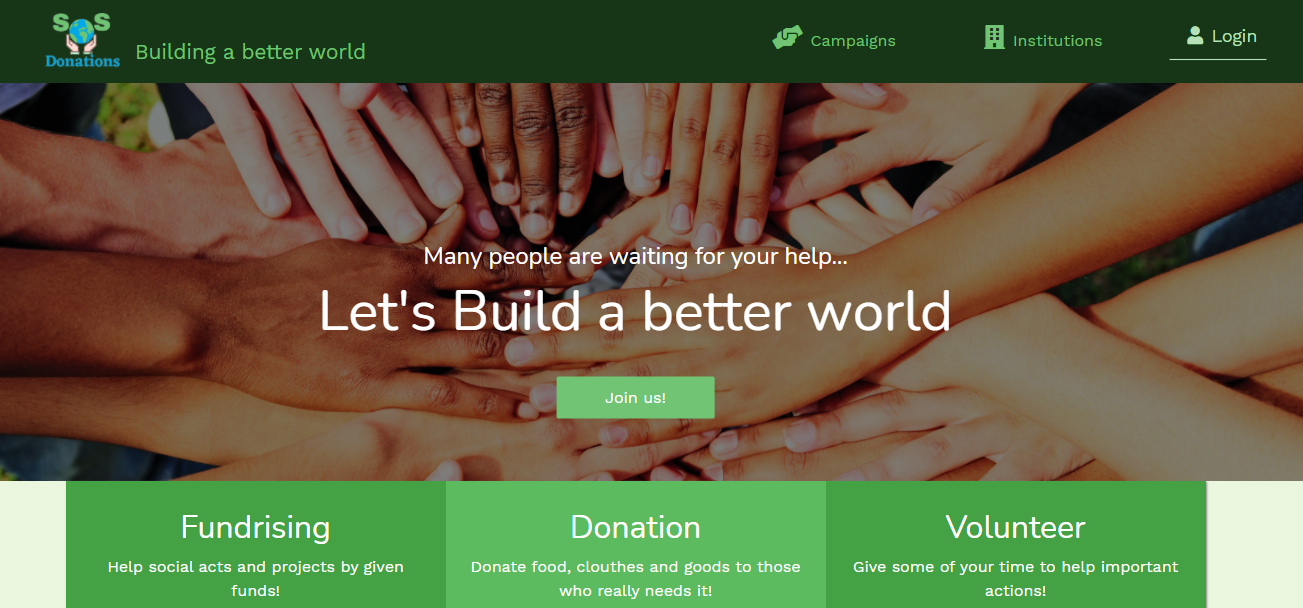 SOS
Donations
Building a better world
Campaigns
Institutions
Login
Many people are waiting for your help...
Let's Build a better world
Join us!
Fundrising
Help social acts and projects by given
funds!
Donation
Donate food, clouthes and goods to those
who really needs it!
Volunteer
Give some of your time to help important
actions!